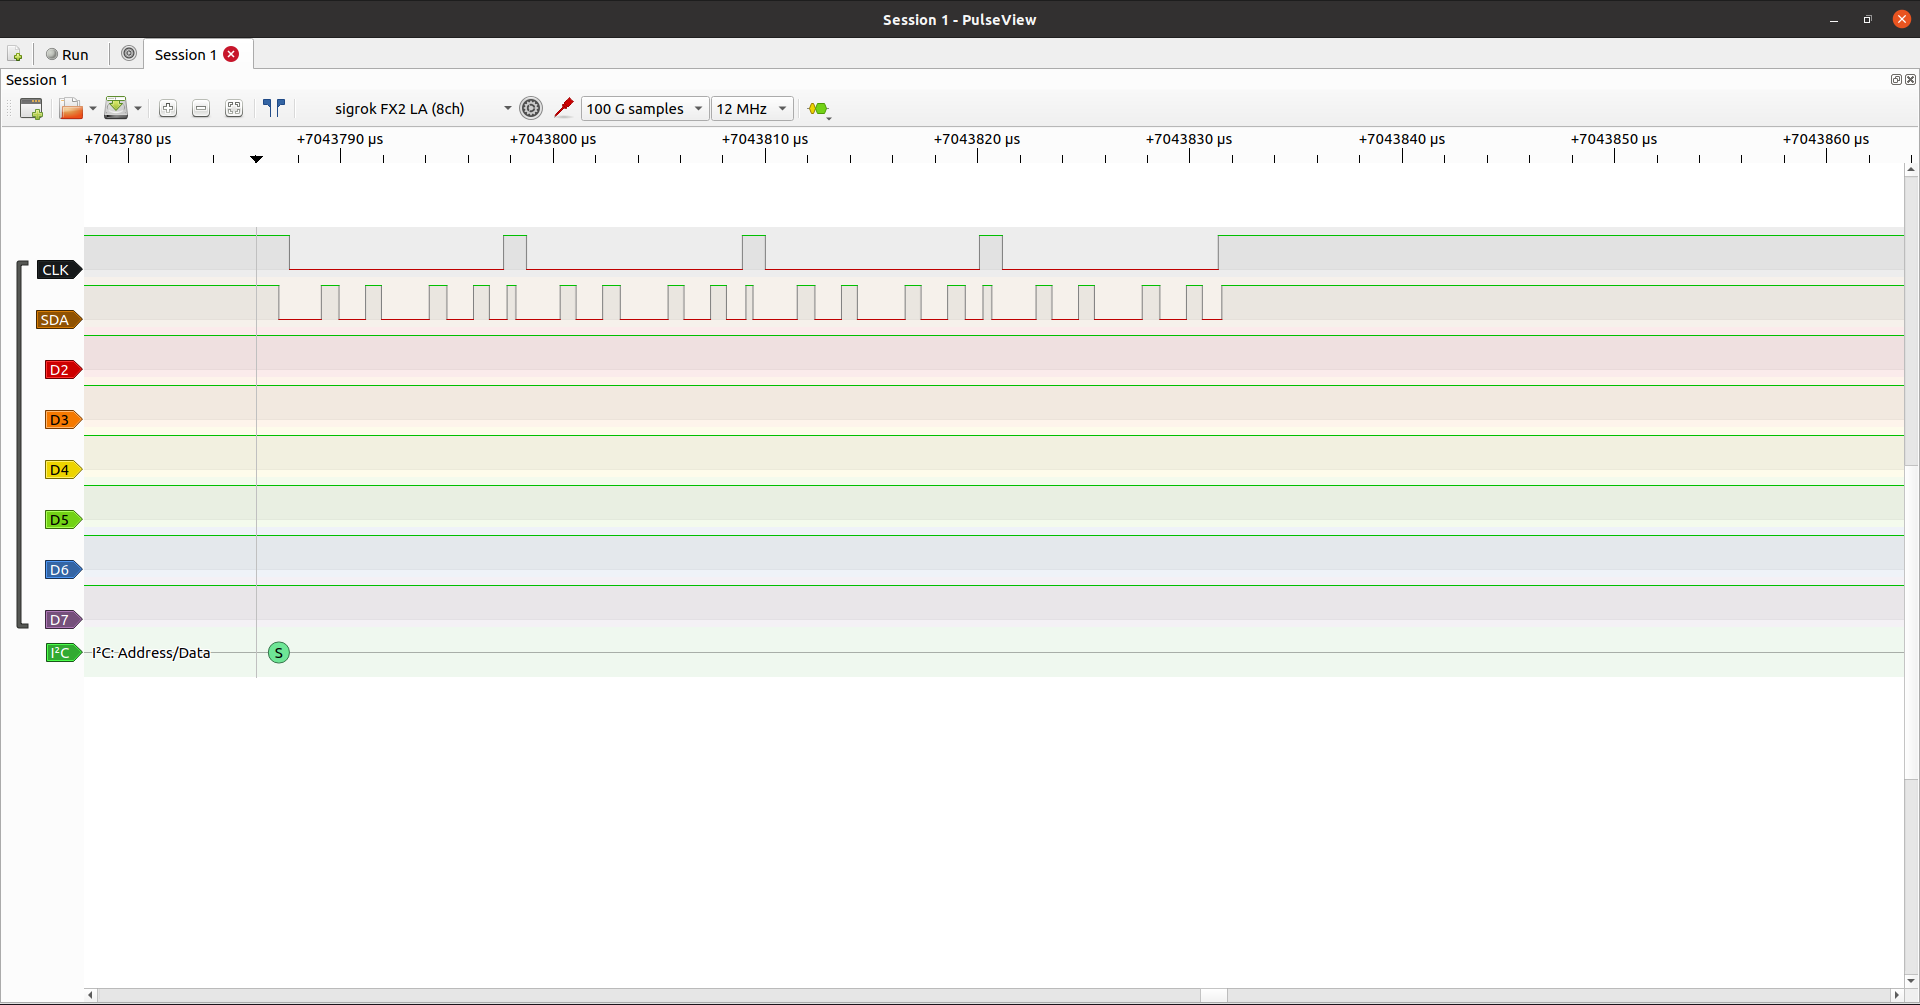 Session 1 - PulseView
Run
Session 1
Session 1
sigrok FX2 LA (8ch)
100 G samples
12 MHz
+7043780 µs
+7043790 µs
+7043800 µs
+7043810 µs
+7043820 µs
+7043830 µs
+7043840 µs
+7043850 µs
+7043860 µs
CLK
SDA
D2
D3
D4
D5
D6
D7
I²C
I²C: Address/Data
S